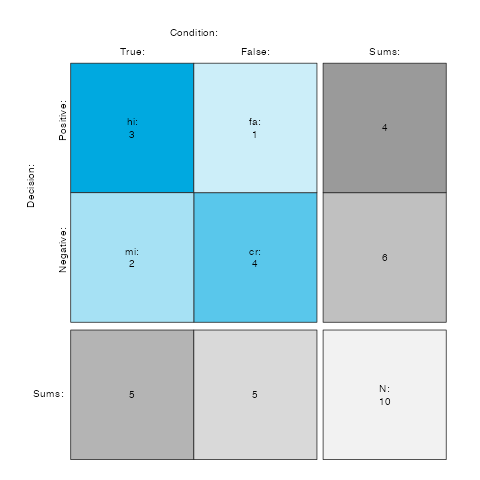 Condition:
True: False: Sums:
Decision:
Positive:
hi:
3
fa:
1
4
Negative:
mi:
2
cr:
4
6
Sums:
5
5
N:
10